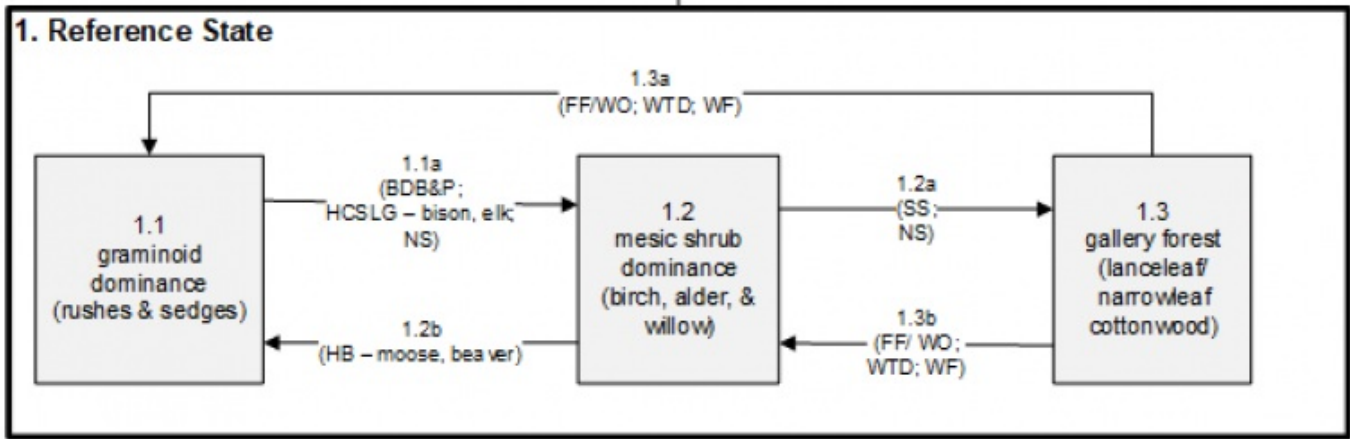 1. Reference State
1.3a
(FF/WO; WTD; WF)
1.1
graminoid
dominance
(rushes & sedges)
1.1a
(BDB&P;
HCSLG – bison, elk;
NS)
1.2b
(HB – moose, beaver)
1.2
mesic shrub
dominance
(birch, alder, &
willow)
1.2a
(SS;
NS)
1.3b
(FF/ WO;
WTD; WF)
1.3
gallery forest
(lanceleaf/
narrowleaf
cottonwood)